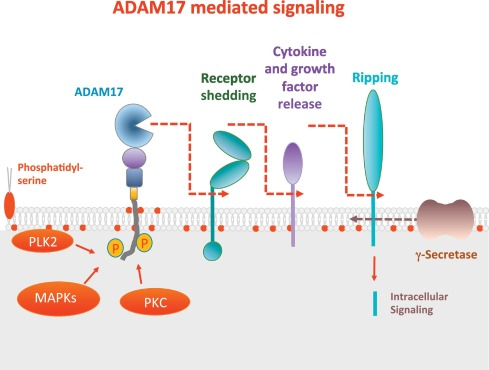 ADAM17 mediated signaling
Cytokine
and growth
factor
release
Receptor
shedding
Ripping
ADAM17
Phosphatidyl-
serine
PLK2
P
P
MAPKs
PKC
γ-Secretase
Intracellular
Signaling